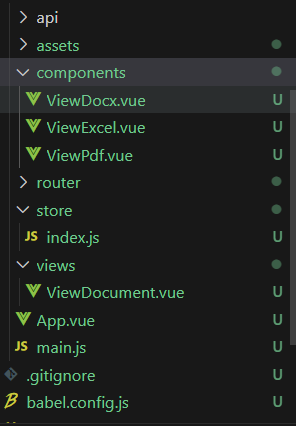 api
assets
components
ViewDocx.vue U
ViewExcel.vue U
ViewPdf.vue U
router
store
JS index.js U
views
ViewDocument.vue U
App.vue U
JS main.js U
.gitignore U
babel.config.js U